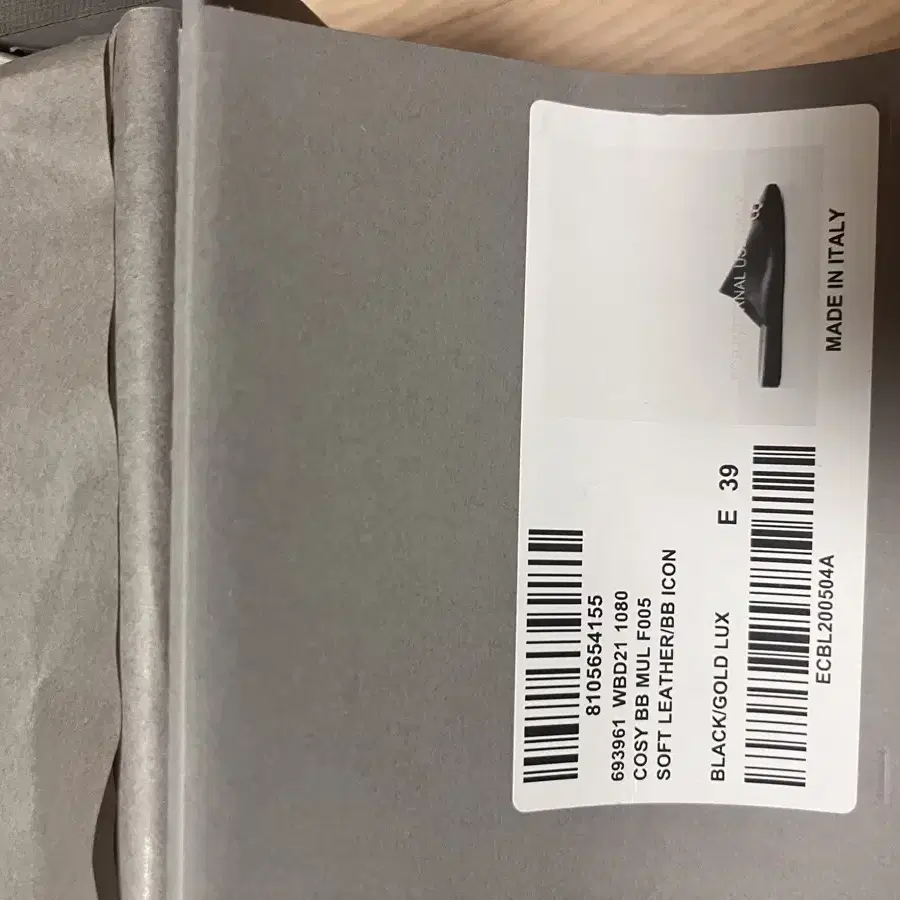 8105654155
693961 WBD21 1080
COSY BB MUL F005
SOFT LEATHER/BB ICON
BLACK/GOLD LUX
E 39
ECBL200504A
MADE IN ITALY